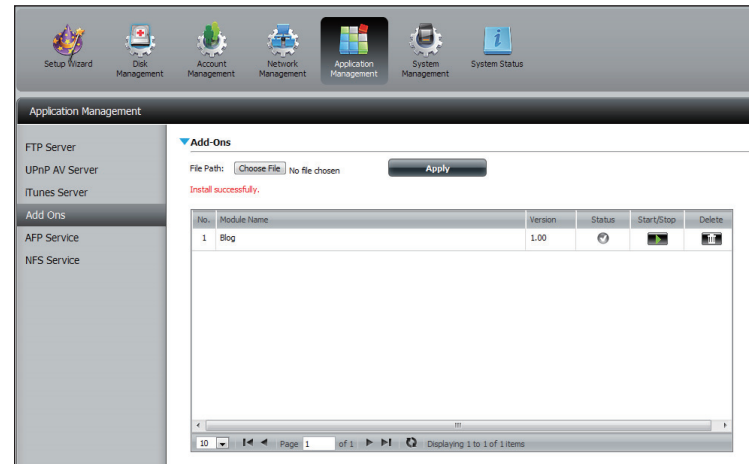 Setup Wizard
Disk Management
Account Management
Network Management
Application Management
System Management
System Status
Application Management
FTP Server
UPnP AV Server
iTunes Server
Add Ons
AFP Service
NFS Service
Add-Ons
File Path: Choose File No file chosen Apply
Install successfully.
No. Module Name Version Status Start/Stop Delete
1 Blog 1.00
10 Page 1 of 1 Displaying 1 to 1 of 1 items